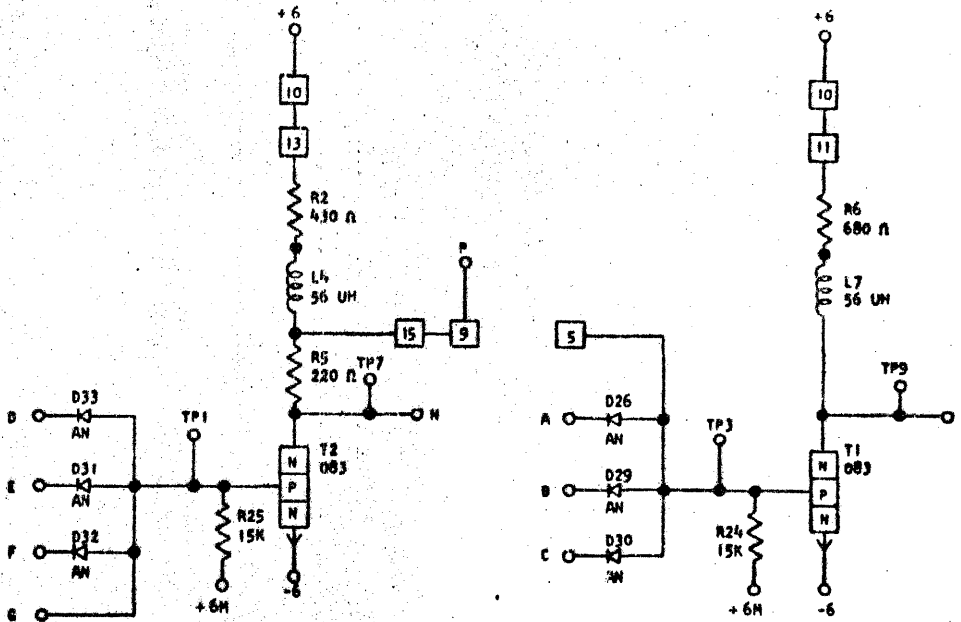 +6
10
13
R2
430 Ω
L4
56 UH
P
15
9
R5
220 Ω
TP7
N
D
D33
AN
TP1
T2
083
E
D31
AN
N
P
N
R25
15K
F
D32
AN
G
+6M
-6
+6
10
11
R6
680 Ω
L7
56 UH
5
TP9
A
D26
AN
TP3
T1
083
B
D29
AN
N
P
N
R24
15K
C
D30
AN
+6M
-6